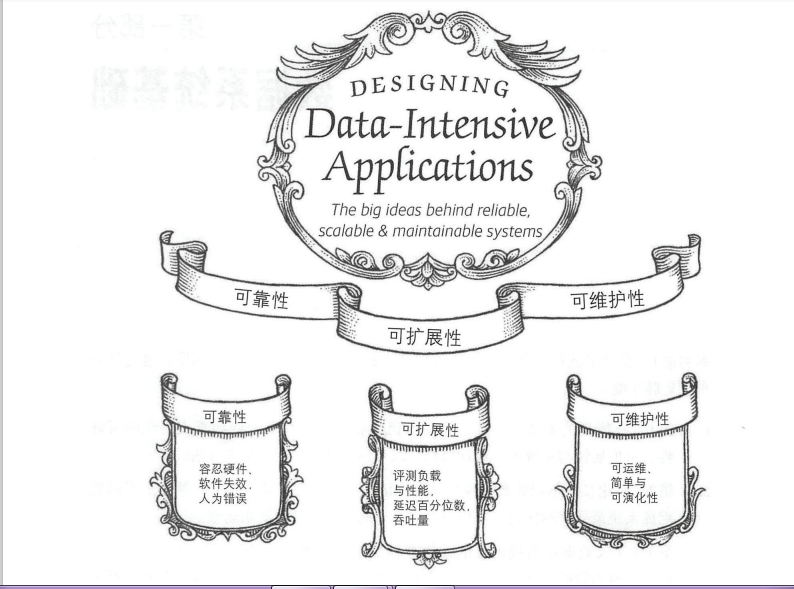 DESIGNING
Data-Intensive
Applications
The big ideas behind reliable,
scalable & maintainable systems
可靠性
可扩展性
可维护性
可靠性
容忍硬件、
软件失效,
人为错误
可扩展性
评测负载
与性能,
延迟百分位数,
吞吐量
可维护性
可运维、
简单与
可演化性